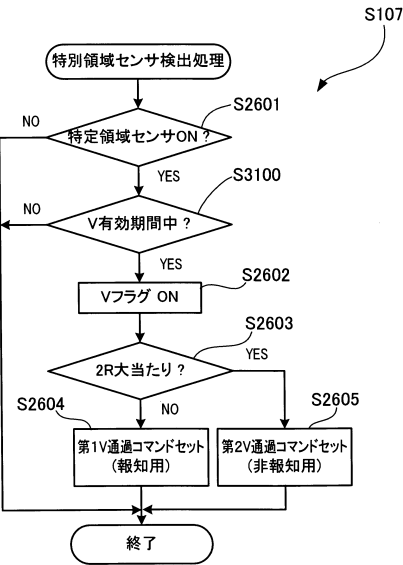 S107
特別領域センサ検出処理
S2601
NO
特定領域センサON?
YES
S3100
NO
V有効期間中?
YES
S2602
Vフラグ ON
S2603
2R大当たり?
YES
S2604
NO
S2605
第1V通過コマンドセット
(報知用)
第2V通過コマンドセット
(非報知用)
終了